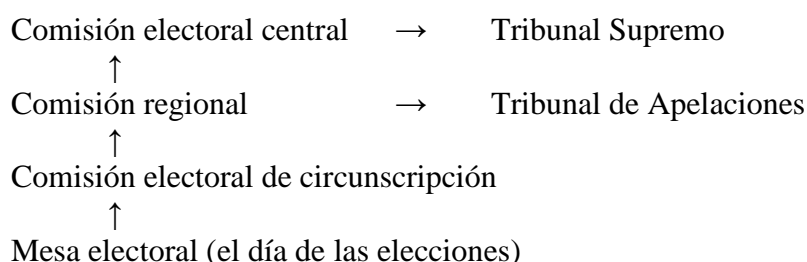 Comisión electoral central → Tribunal Supremo
↑
Comisión regional → Tribunal de Apelaciones
↑
Comisión electoral de circunscripción
↑
Mesa electoral (el día de las elecciones)